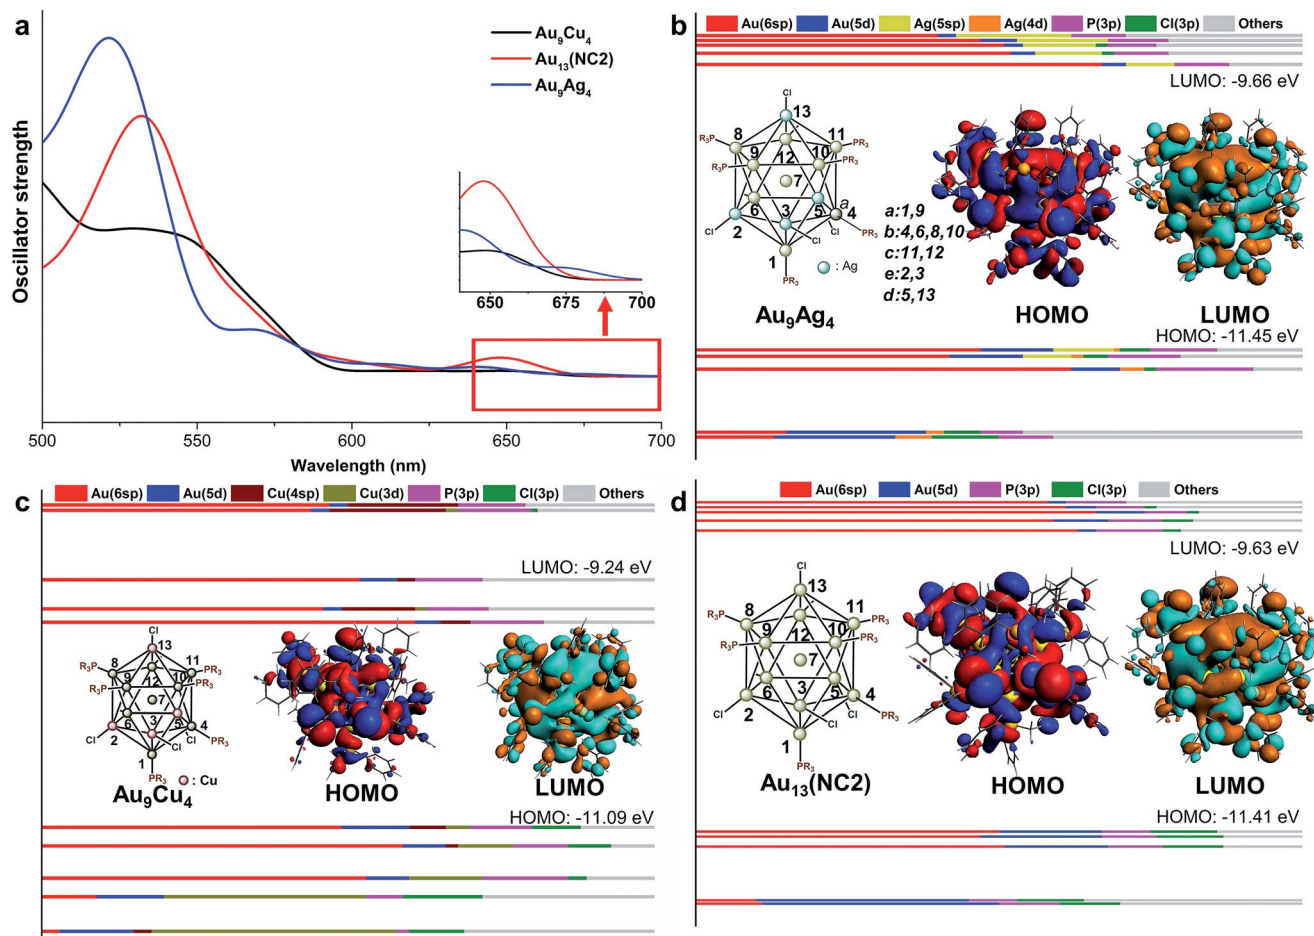 a
Au9Cu4
Au13(NC2)
Au9Ag4
Oscillator strength
650 675 700
500 550 600 650 700
Wavelength (nm)
b
Au(6sp) Au(5d) Ag(5sp) Ag(4d) P(3p) Cl(3p) Others
LUMO: -9.66 eV
Cl
13
8 11
R3P PR3
9 12 10
R3P PR3
7
6 3 5 a 4
2
Cl Cl PR3
1
PR3
: Ag
a:1,9
b:4,6,8,10
c:11,12
e:2,3
d:5,13
Au9Ag4 HOMO LUMO
HOMO: -11.45 eV
c
Au(6sp) Au(5d) Cu(4sp) Cu(3d) P(3p) Cl(3p) Others
LUMO: -9.24 eV
Cl
13
8 11
R3P PR3
9 12 10
R3P PR3
7
6 3 5 4
2
Cl Cl PR3
1
PR3
: Cu
Au9Cu4 HOMO LUMO
HOMO: -11.09 eV
d
Au(6sp) Au(5d) P(3p) Cl(3p) Others
LUMO: -9.63 eV
Cl
13
8 11
R3P PR3
9 12 10
R3P PR3
7
6 3 5 4
2
Cl Cl Cl PR3
1
PR3
Au13(NC2) HOMO LUMO
HOMO: -11.41 eV